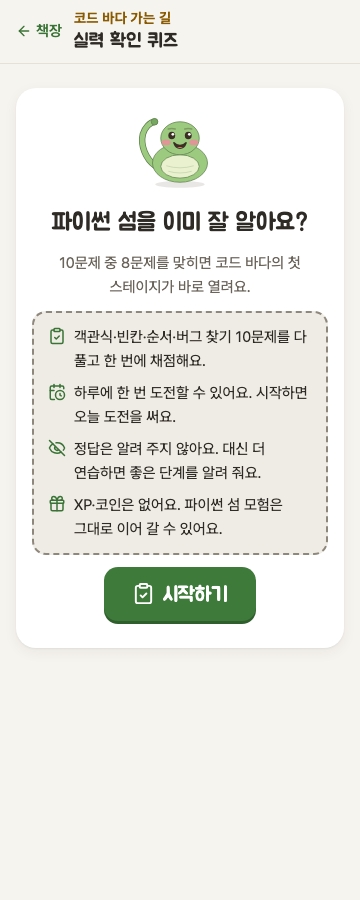 책장
코드 바다 가는 길
실력 확인 퀴즈
파이썬 섬을 이미 잘 알아요?
10문제 중 8문제를 맞히면 코드 바다의 첫
스테이지가 바로 열려요.
객관식·빈칸·순서·버그 찾기 10문제를 다
풀고 한 번에 채점해요.
하루에 한 번 도전할 수 있어요. 시작하면
오늘 도전을 써요.
정답은 알려 주지 않아요. 대신 더
연습하면 좋은 단계를 알려 줘요.
XP·코인은 없어요. 파이썬 섬 모험은
그대로 이어 갈 수 있어요.
시작하기